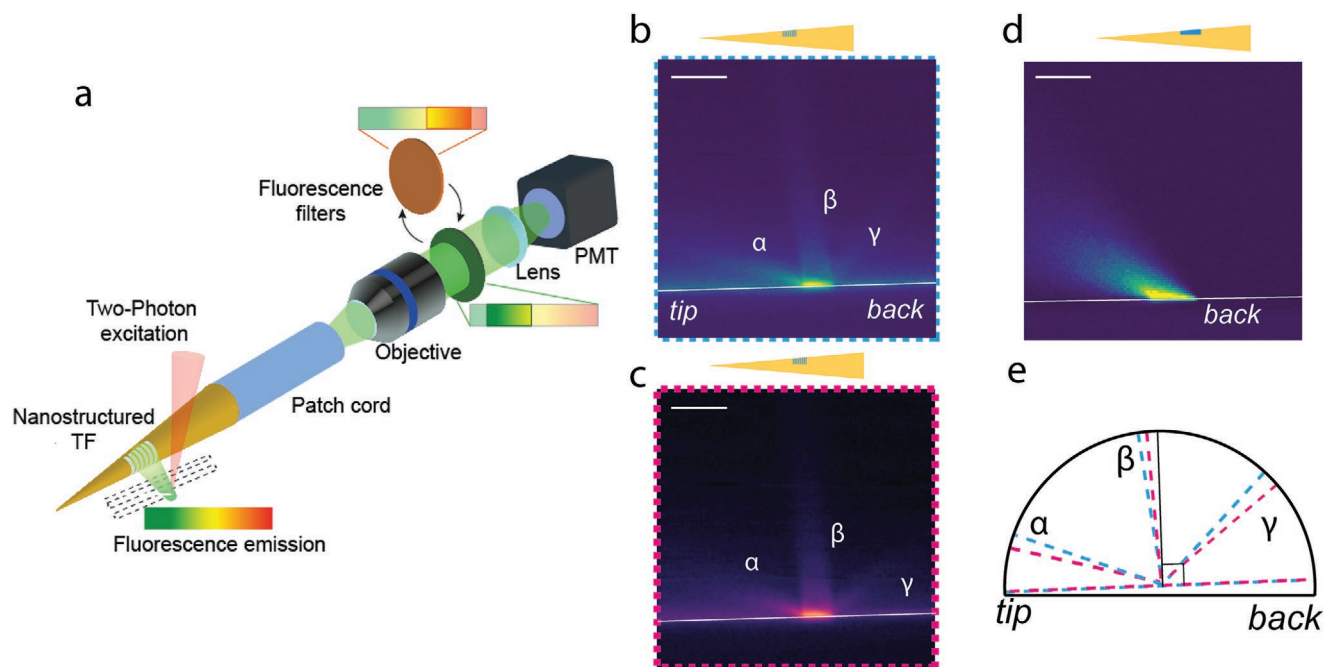 a
Fluorescence
filters
PMT
Lens
Two-Photon
excitation
Objective
Patch cord
Nanostructured
TF
Fluorescence emission
b
α
β
γ
tip
back
c
α
β
γ
d
back
e
α
β
γ
tip
back